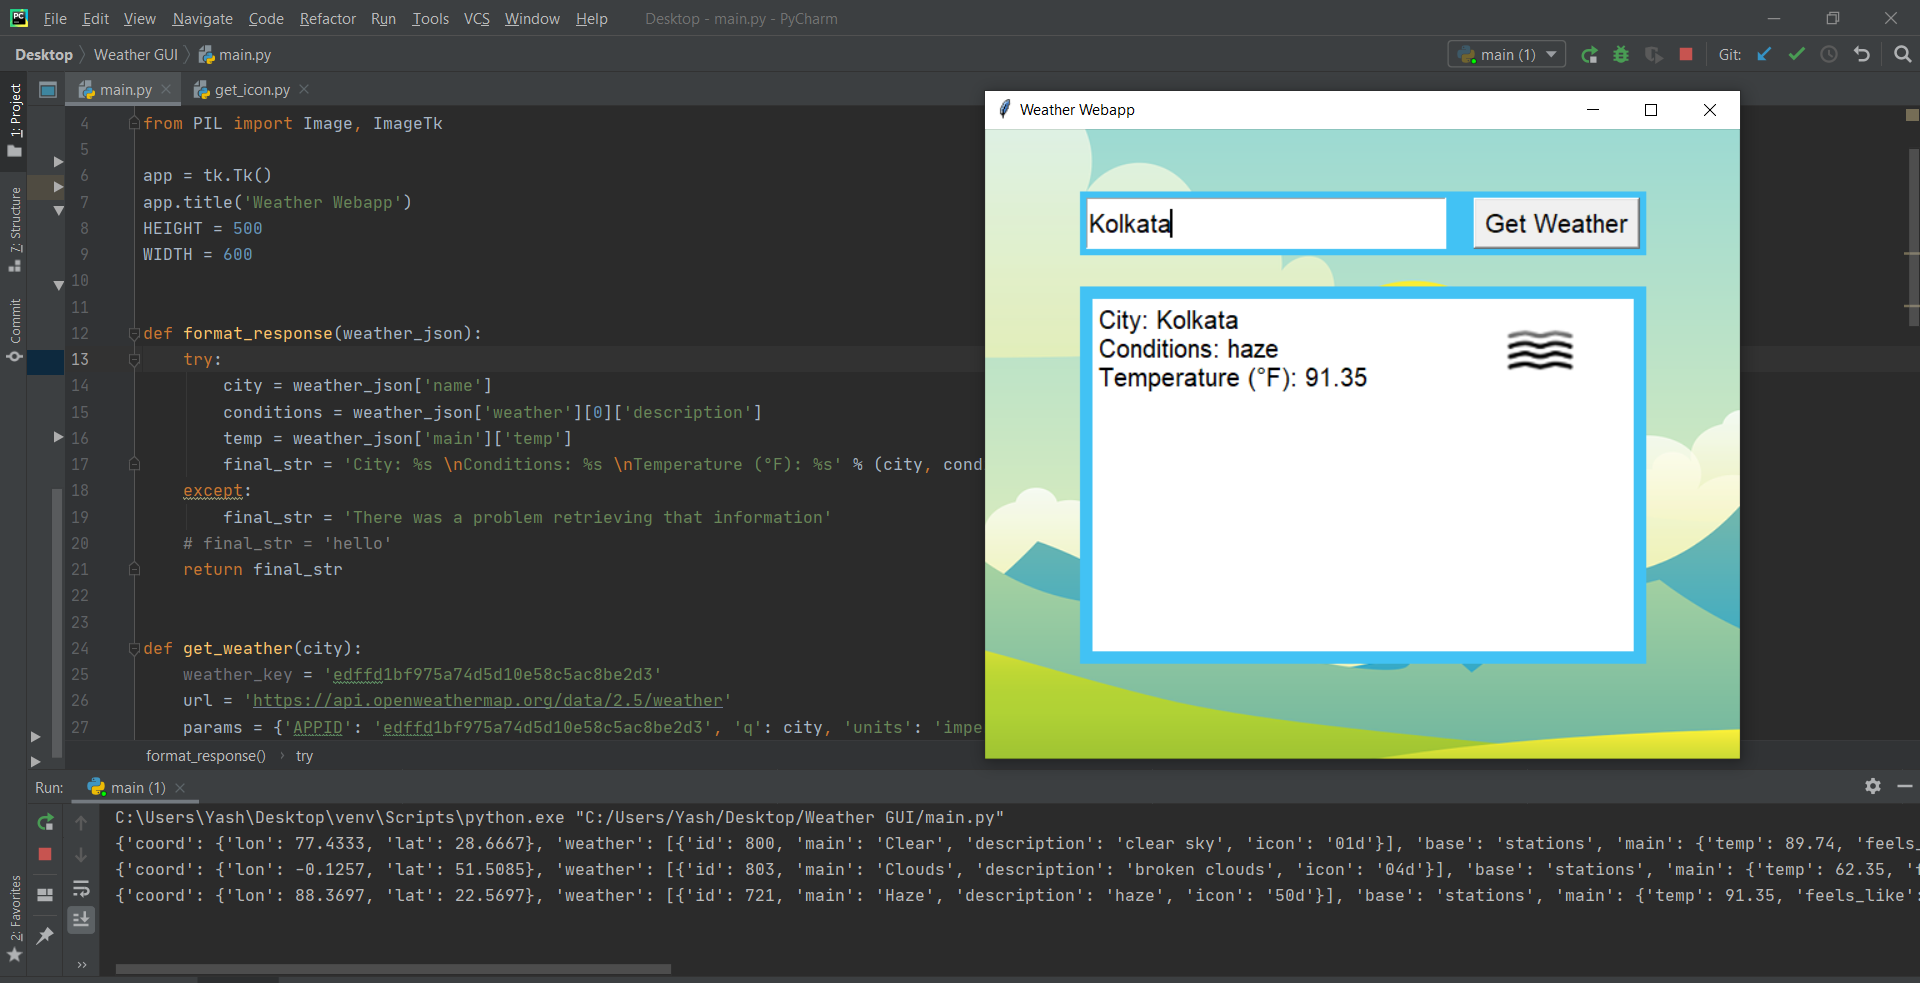 File Edit View Navigate Code Refactor Run Tools VCS Window Help Desktop - main.py - PyCharm
Desktop Weather GUI main.py main (1) Git:
main.py get_icon.py
1: Project
7: Structure
Commit
2: Favorites
4 from PIL import Image, ImageTk
5
6 app = tk.Tk()
7 app.title('Weather Webapp')
8 HEIGHT = 500
9 WIDTH = 600
10
11
12 def format_response(weather_json):
13 try:
14 city = weather_json['name']
15 conditions = weather_json['weather'][0]['description']
16 temp = weather_json['main']['temp']
17 final_str = 'City: %s \nConditions: %s \nTemperature (°F): %s' % (city, cond
18 except:
19 final_str = 'There was a problem retrieving that information'
20 # final_str = 'hello'
21 return final_str
22
23
24 def get_weather(city):
25 weather_key = 'edffd1bf975a74d5d10e58c5ac8be2d3'
26 url = 'https://api.openweathermap.org/data/2.5/weather'
27 params = {'APPID': 'edffd1bf975a74d5d10e58c5ac8be2d3', 'q': city, 'units': 'impe
format_response() › try
Weather Webapp
Kolkata Get Weather
City: Kolkata
Conditions: haze
Temperature (°F): 91.35
Run: main (1)
C:\Users\Yash\Desktop\venv\Scripts\python.exe "C:/Users/Yash/Desktop/Weather GUI/main.py"
{'coord': {'lon': 77.4333, 'lat': 28.6667}, 'weather': [{'id': 800, 'main': 'Clear', 'description': 'clear sky', 'icon': '01d'}], 'base': 'stations', 'main': {'temp': 89.74, 'feels_
{'coord': {'lon': -0.1257, 'lat': 51.5085}, 'weather': [{'id': 803, 'main': 'Clouds', 'description': 'broken clouds', 'icon': '04d'}], 'base': 'stations', 'main': {'temp': 62.35, 'f
{'coord': {'lon': 88.3697, 'lat': 22.5697}, 'weather': [{'id': 721, 'main': 'Haze', 'description': 'haze', 'icon': '50d'}], 'base': 'stations', 'main': {'temp': 91.35, 'feels_like':